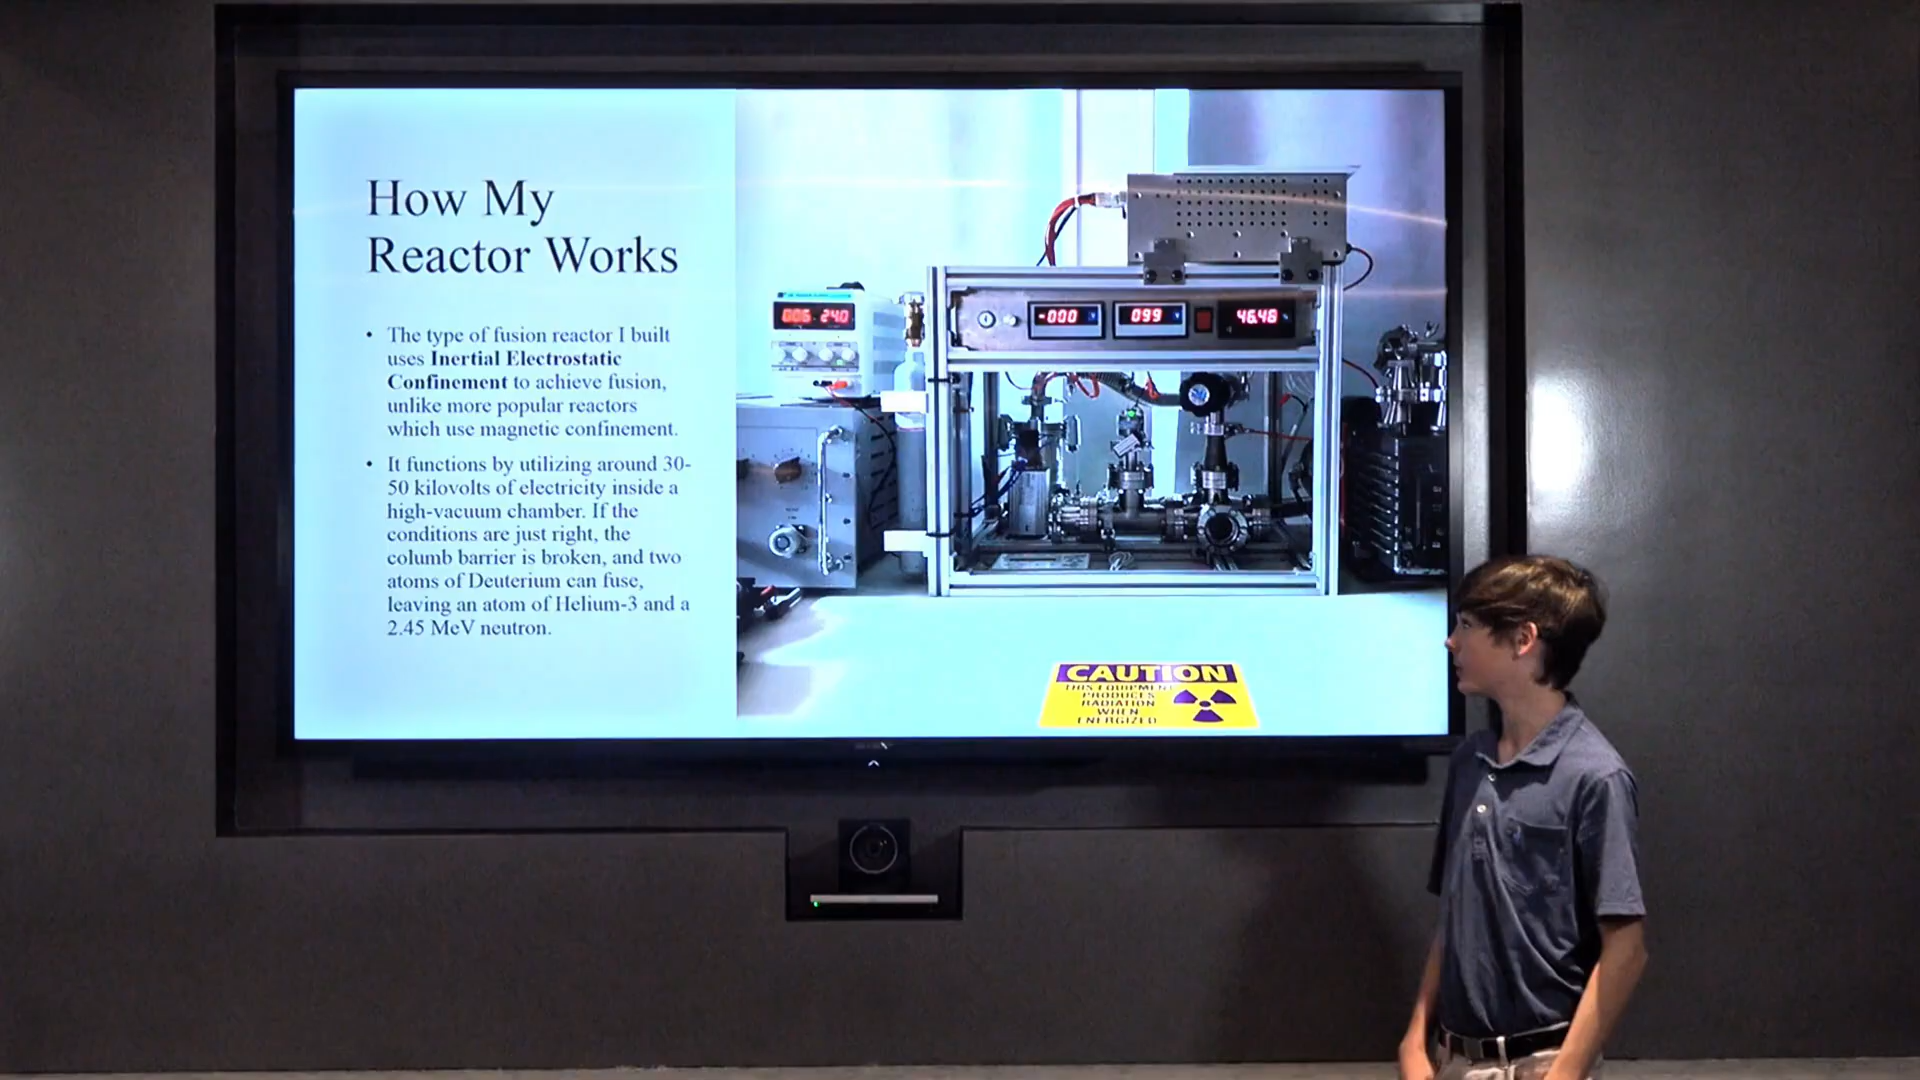 How My
Reactor Works
• The type of fusion reactor I built
uses Inertial Electrostatic
Confinement to achieve fusion,
unlike more popular reactors
which use magnetic confinement.
• It functions by utilizing around 30-
50 kilovolts of electricity inside a
high-vacuum chamber. If the
conditions are just right, the
columb barrier is broken, and two
atoms of Deuterium can fuse,
leaving an atom of Helium-3 and a
2.45 MeV neutron.
006 240
-000
099
46.46
CAUTION
THIS EQUIPMENT
PRODUCES
RADIATION
WHEN
ENERGIZED